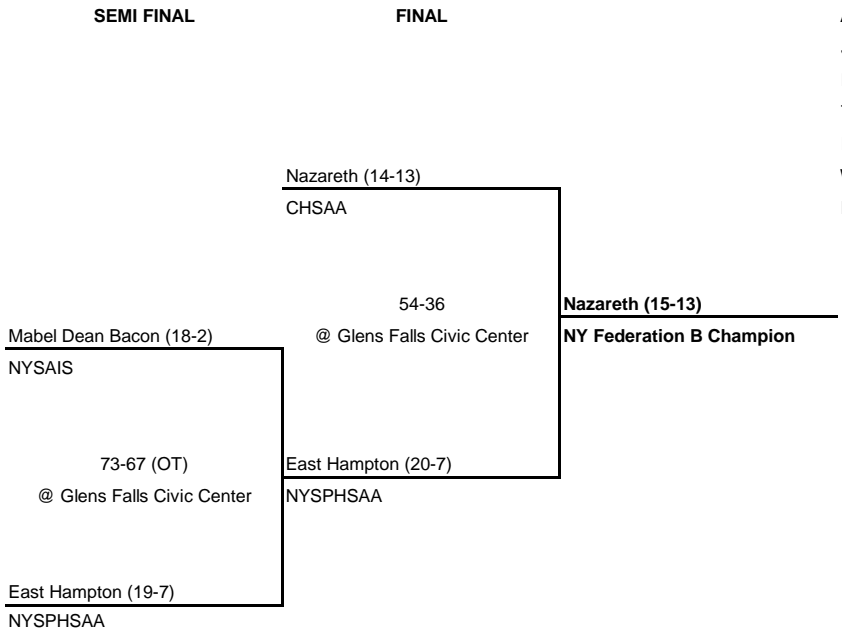 SEMI FINAL
FINAL
Nazareth (14-13)
CHSAA
54-36
Nazareth (15-13)
Mabel Dean Bacon (18-2)
@ Glens Falls Civic Center
NY Federation B Champion
NYSAIS
73-67 (OT)
East Hampton (20-7)
@ Glens Falls Civic Center
NYSPHSAA
East Hampton (19-7)
NYSPHSAA